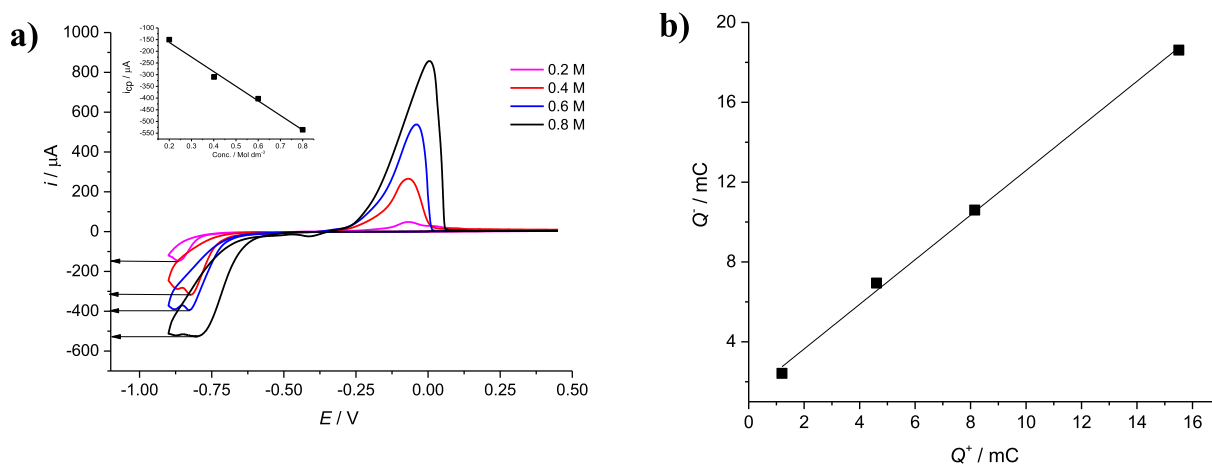 a)
1000
800
600
400
200
0
-200
-400
-600
i / μA
-1.00 -0.75 -0.50 -0.25 0.00 0.25 0.50
E / V
0.2 M
0.4 M
0.6 M
0.8 M
-100
-150
-200
-250
-300
-350
-400
-450
-500
-550
icp / μA
0.2 0.3 0.4 0.5 0.6 0.7 0.8
Conc. / Mol dm-3
b)
20
16
12
8
4
Q- / mC
0 2 4 6 8 10 12 14 16
Q+ / mC